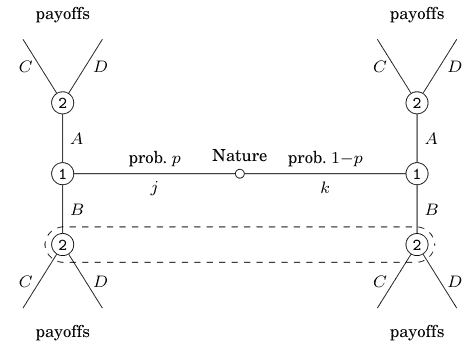 payoffs payoffs
C D C D
2 2
A A
prob. p Nature prob. 1−p
1 1
j k
B B
2 2
C D C D
payoffs payoffs